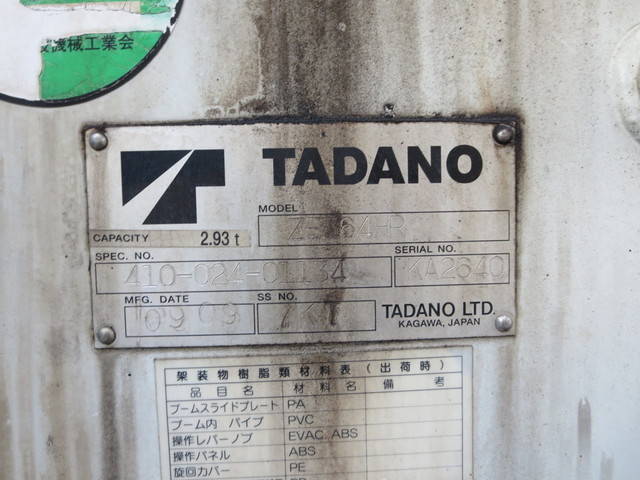 機械工業会
TADANO
MODEL
CAPACITY 2.93 t
SPEC. NO.
SERIAL NO.
410-024-01134
KA2640
MFG. DATE
SS NO.
09 09
TADANO LTD.
KAGAWA, JAPAN
架装物樹脂類材料表(出荷時)
品目名 材料名 備考
ブームスライドプレート PA
ブーム内 パイプ PVC
操作レバーノブ EVAC, ABS
操作パネル ABS
旋回カバー PE